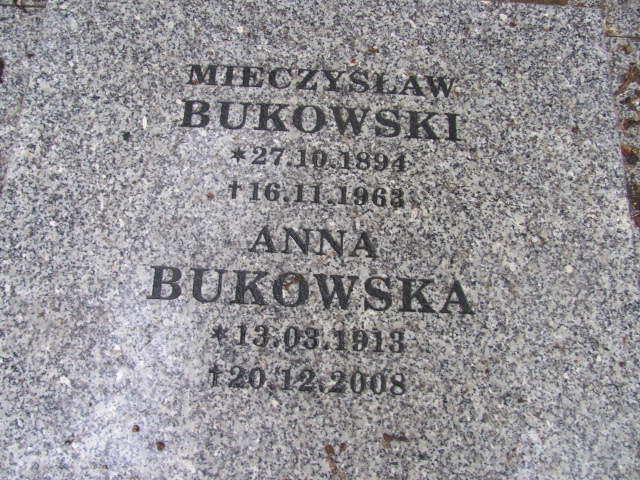 MIECZYSŁAW
BUKOWSKI
*27.10.1894
†16.11.1963
ANNA
BUKOWSKA
*13.03.1913
†20.12.2008